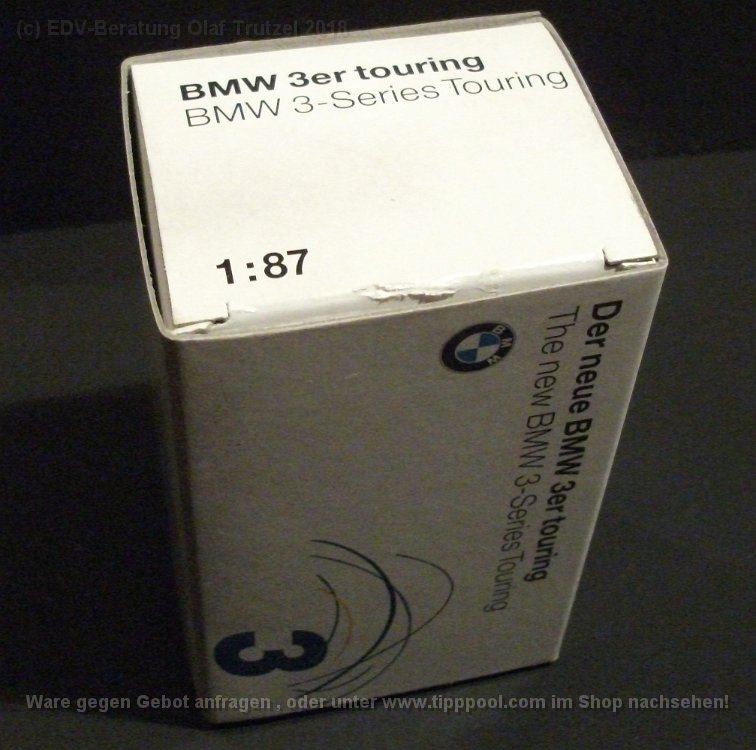 (c) EDV-Beratung Olaf Trutzel 2018
BMW 3er touring
BMW 3-Series Touring
1:87
BMW
Der neue BMW 3er touring
The new BMW 3-Series Touring
3
Ware gegen Gebot anfragen , oder unter www.tipppool.com im Shop nachsehen!